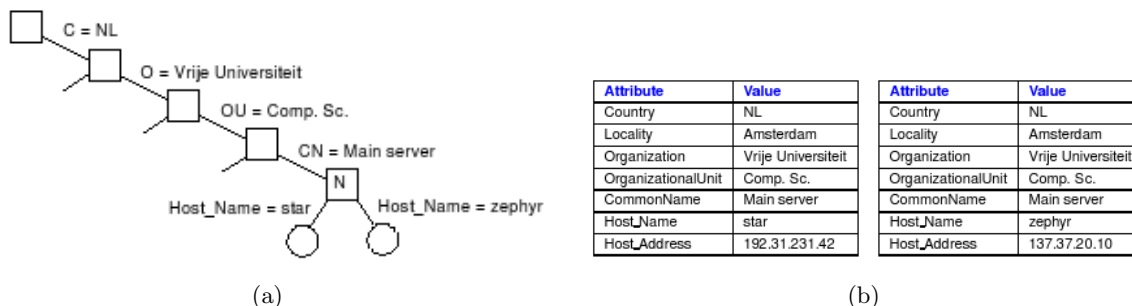 C = NL
O = Vrije Universiteit
OU = Comp. Sc.
CN = Main server
N
Host_Name = star
Host_Name = zephyr
(a)
Attribute Value
Country NL
Locality Amsterdam
Organization Vrije Universiteit
OrganizationalUnit Comp. Sc.
CommonName Main server
Host_Name star
Host_Address 192.31.231.42
Attribute Value
Country NL
Locality Amsterdam
Organization Vrije Universiteit
OrganizationalUnit Comp. Sc.
CommonName Main server
Host_Name zephyr
Host_Address 137.37.20.10
(b)